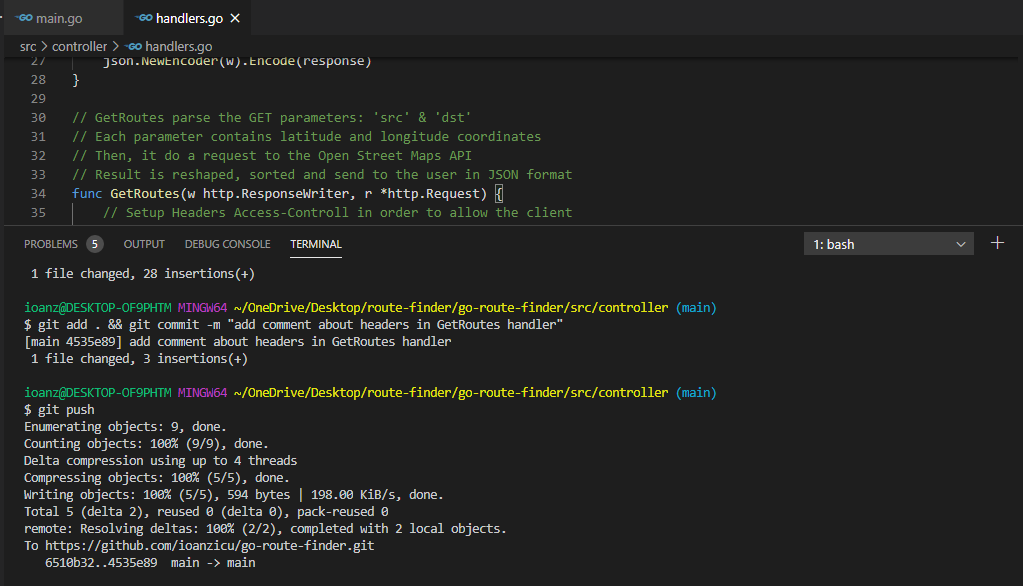 GO main.go GO handlers.go ×
src > controller > GO handlers.go
27 json.NewEncoder(w).Encode(response)
28 }
29
30 // GetRoutes parse the GET parameters: 'src' & 'dst'
31 // Each parameter contains latitude and longitude coordinates
32 // Then, it do a request to the Open Street Maps API
33 // Result is reshaped, sorted and send to the user in JSON format
34 func GetRoutes(w http.ResponseWriter, r *http.Request) {
35 // Setup Headers Access-Controll in order to allow the client
PROBLEMS 5 OUTPUT DEBUG CONSOLE TERMINAL 1: bash +
1 file changed, 28 insertions(+)
ioanz@DESKTOP-OF9PHTM MINGW64 ~/OneDrive/Desktop/route-finder/go-route-finder/src/controller (main)
$ git add . && git commit -m "add comment about headers in GetRoutes handler"
[main 4535e89] add comment about headers in GetRoutes handler
1 file changed, 3 insertions(+)
ioanz@DESKTOP-OF9PHTM MINGW64 ~/OneDrive/Desktop/route-finder/go-route-finder/src/controller (main)
$ git push
Enumerating objects: 9, done.
Counting objects: 100% (9/9), done.
Delta compression using up to 4 threads
Compressing objects: 100% (5/5), done.
Writing objects: 100% (5/5), 594 bytes | 198.00 KiB/s, done.
Total 5 (delta 2), reused 0 (delta 0), pack-reused 0
remote: Resolving deltas: 100% (2/2), completed with 2 local objects.
To https://github.com/ioanzicu/go-route-finder.git
6510b32..4535e89 main -> main